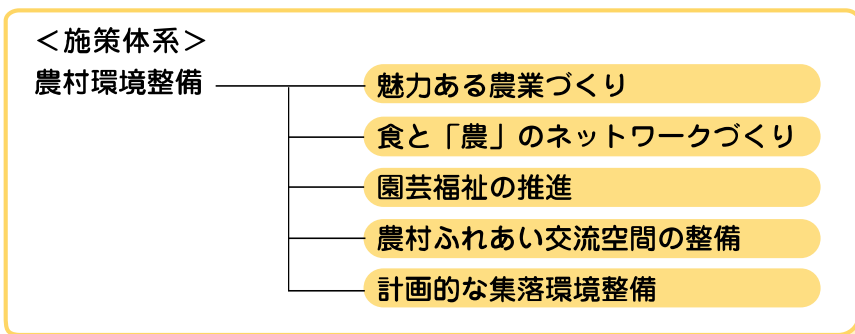 ＜施策体系＞
農村環境整備
魅力ある農業づくり
食と「農」のネットワークづくり
園芸福祉の推進
農村ふれあい交流空間の整備
計画的な集落環境整備